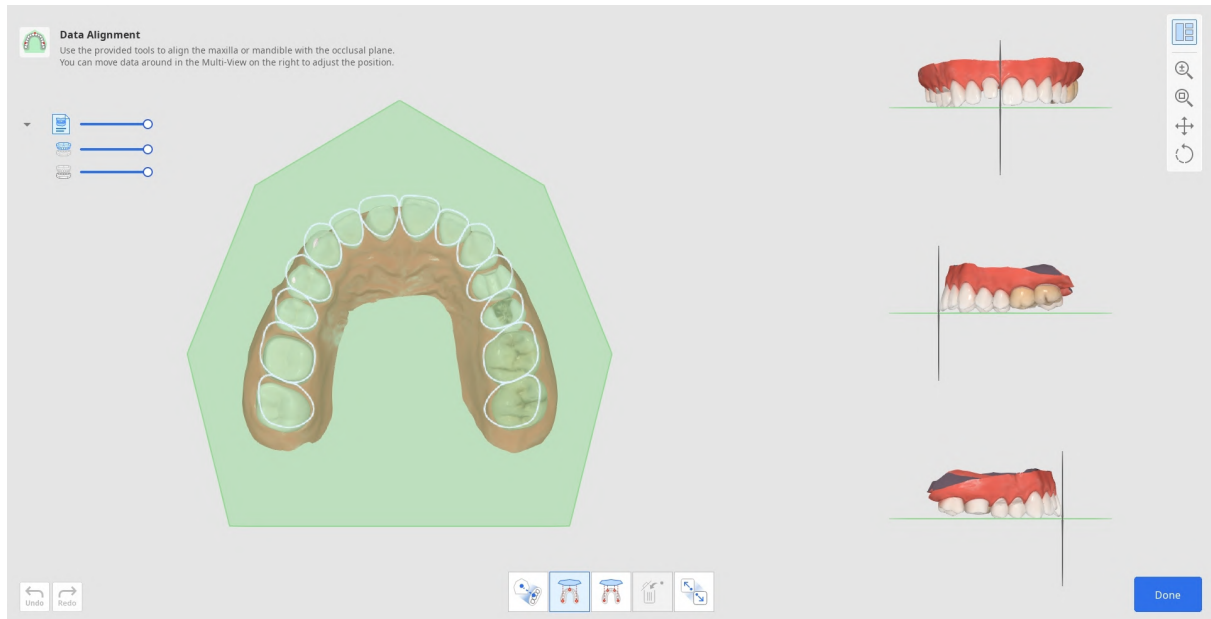 Data Alignment
Use the provided tools to align the maxilla or mandible with the occlusal plane.
You can move data around in the Multi-View on the right to adjust the position.
Undo
Redo
Done